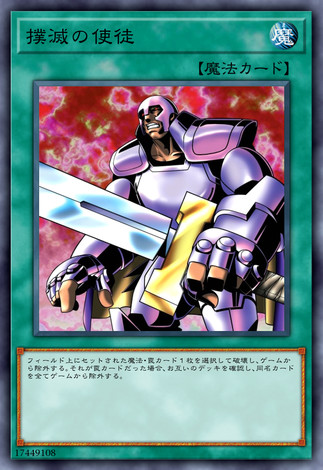 撲滅の使徒
魔
【魔法カード】
フィールド上にセットされた魔法・罠カード１枚を選択して破壊し、ゲームか
ら除外する。それが罠カードだった場合、お互いのデッキを確認し、同名カード
を全てゲームから除外する。
17449108